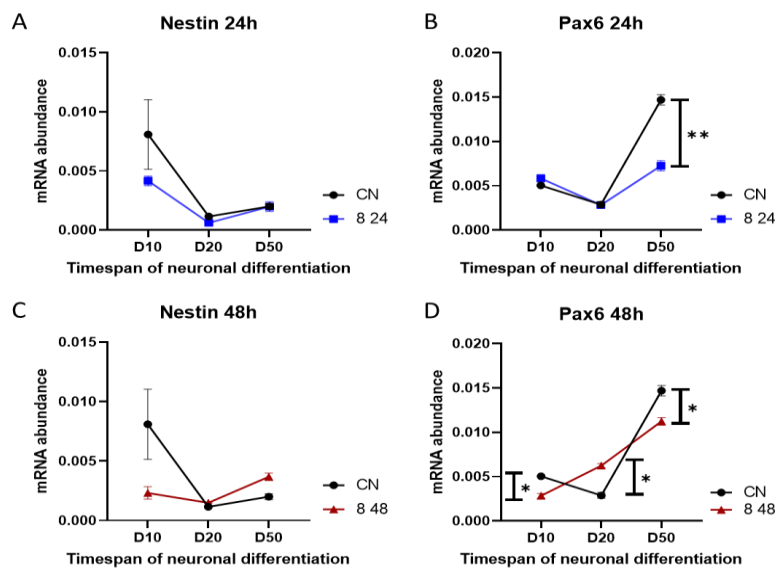 A
Nestin 24h
mRNA abundance
0.015
0.010
0.005
0.000
D10 D20 D50
Timespan of neuronal differentiation
CN
8 24
B
Pax6 24h
mRNA abundance
0.020
0.015
0.010
0.005
0.000
**
D10 D20 D50
Timespan of neuronal differentiation
CN
8 24
C
Nestin 48h
mRNA abundance
0.015
0.010
0.005
0.000
D10 D20 D50
Timespan of neuronal differentiation
CN
8 48
D
Pax6 48h
mRNA abundance
0.020
0.015
0.010
0.005
0.000
*
*
*
D10 D20 D50
Timespan of neuronal differentiation
CN
8 48